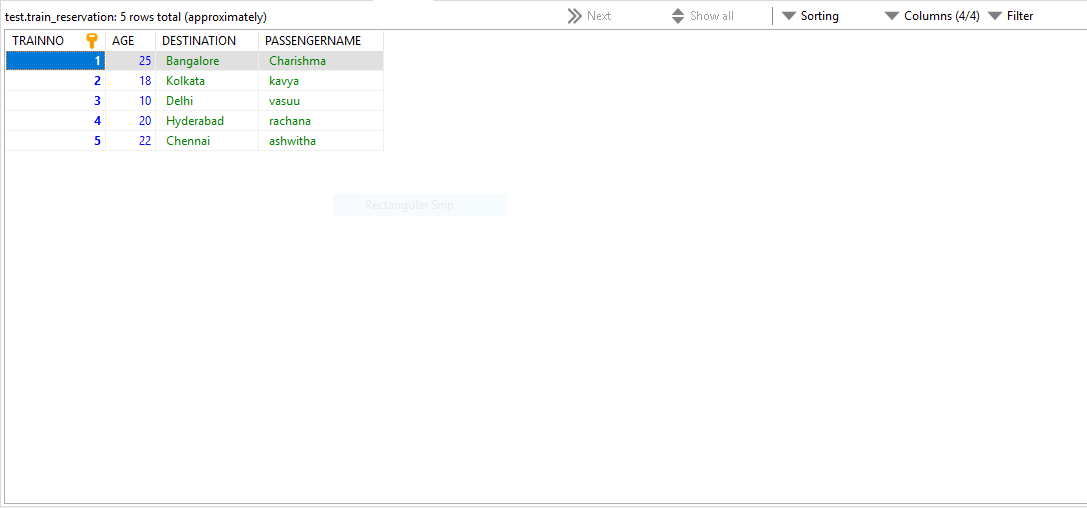 test.train_reservation: 5 rows total (approximately) Next Show all Sorting Columns (4/4) Filter
TRAINNO AGE DESTINATION PASSENGERNAME
1 25 Bangalore Charishma
2 18 Kolkata kavya
3 10 Delhi vasuu
4 20 Hyderabad rachana
5 22 Chennai ashwitha
Rectangular Snip